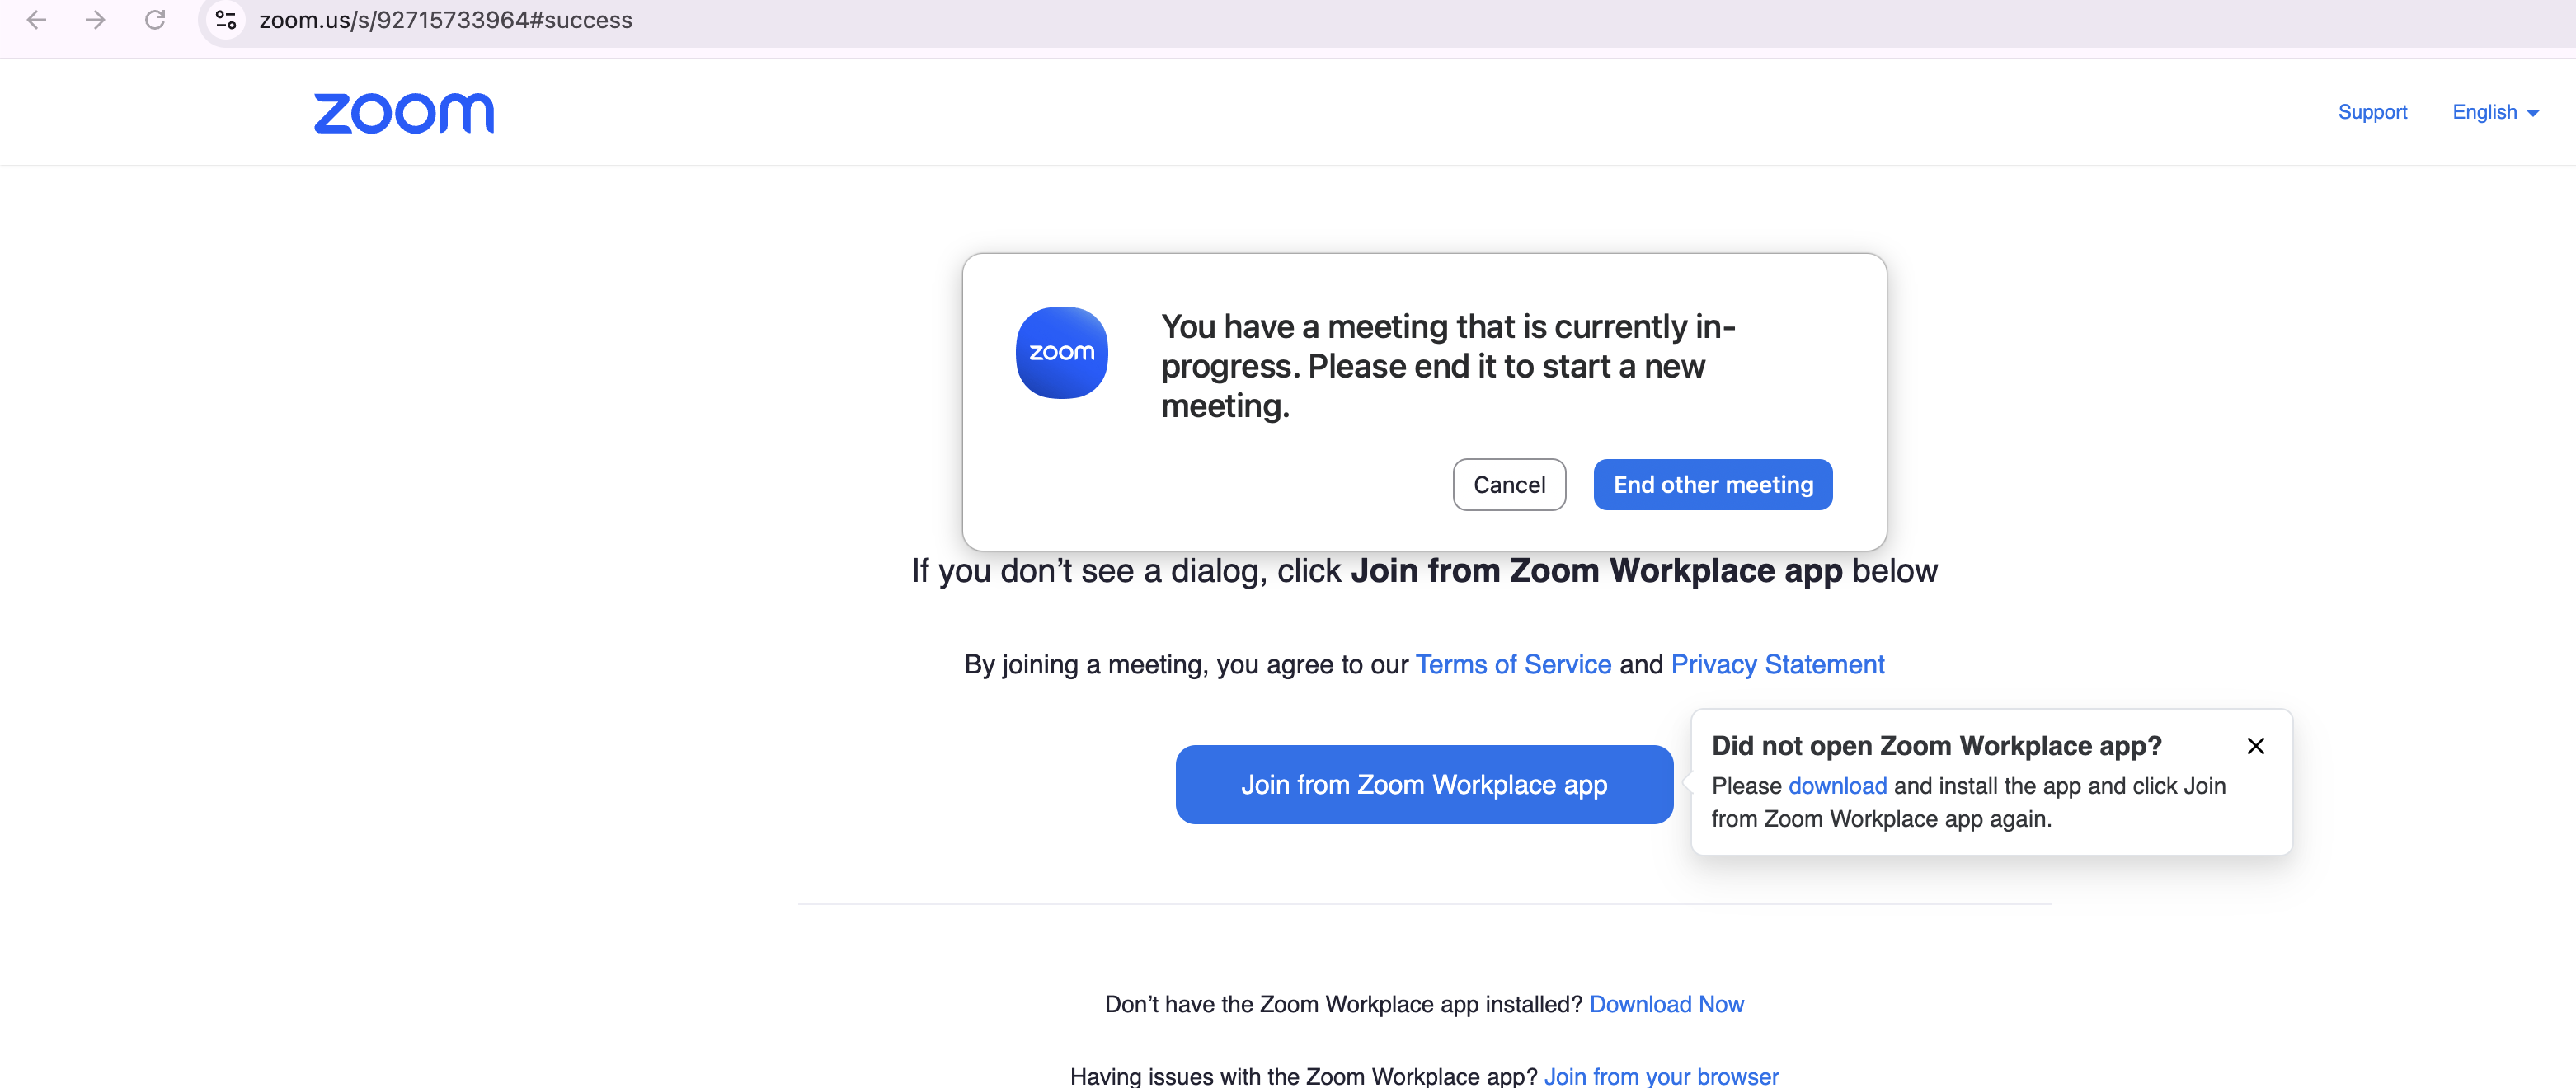 zoom.us/s/92715733964#success
zoom
Support
English
zoom
You have a meeting that is currently in-
progress. Please end it to start a new
meeting.
Cancel
End other meeting
If you don’t see a dialog, click Join from Zoom Workplace app below
By joining a meeting, you agree to our Terms of Service and Privacy Statement
Join from Zoom Workplace app
Did not open Zoom Workplace app?
Please download and install the app and click Join
from Zoom Workplace app again.
Don’t have the Zoom Workplace app installed? Download Now
Having issues with the Zoom Workplace app? Join from your browser